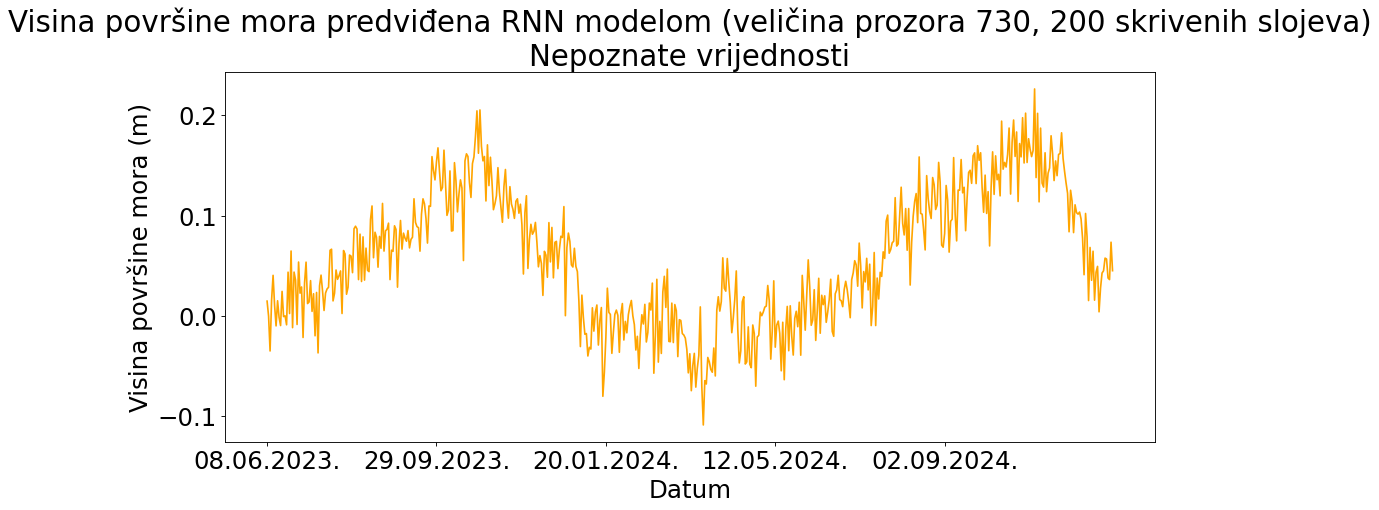 Visina površine mora predviđena RNN modelom (veličina prozora 730, 200 skrivenih slojeva)
Nepoznate vrijednosti
Visina površine mora (m)
0.2
0.1
0.0
−0.1
08.06.2023. 29.09.2023. 20.01.2024. 12.05.2024. 02.09.2024.
Datum